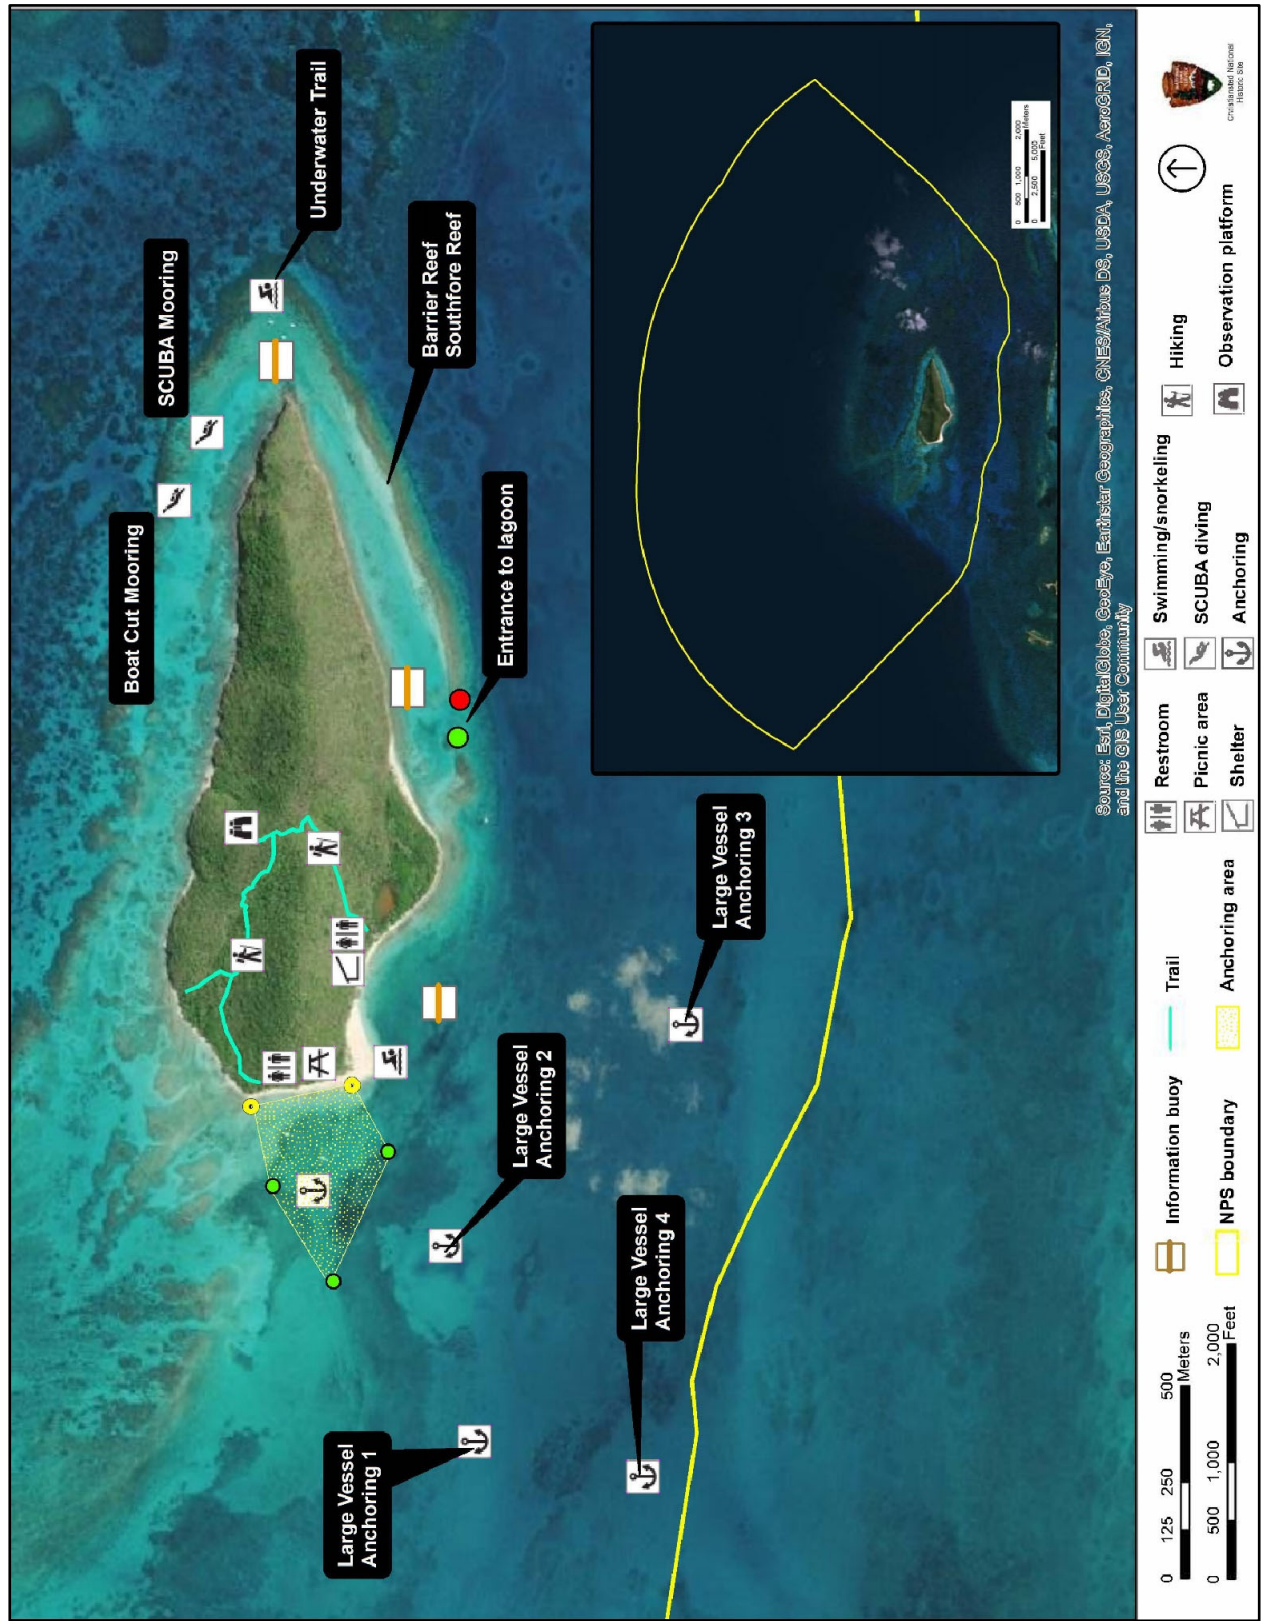 Underwater Trail
SCUBA Mooring
Barrier Reef
Southfore Reef
Boat Cut Mooring
Entrance to lagoon
Large Vessel
Anchoring 3
Large Vessel
Anchoring 2
Large Vessel
Anchoring 4
Large Vessel
Anchoring 1
0 500 1,000 2,000
Meters
0 2,500 5,000
Feet
Source: Esri, DigitalGlobe, GeoEye, Earthstar Geographics, CNES/Airbus DS, USDA, USGS, AeroGRID, IGN,
and the GIS User Community
0 125 250 500
Meters
0 500 1,000 2,000
Feet
Information buoy
NPS boundary
Trail
Anchoring area
Restroom
Picnic area
Shelter
Swimming/snorkeling
SCUBA diving
Anchoring
Hiking
Observation platform
Christiansted National
Historic Site